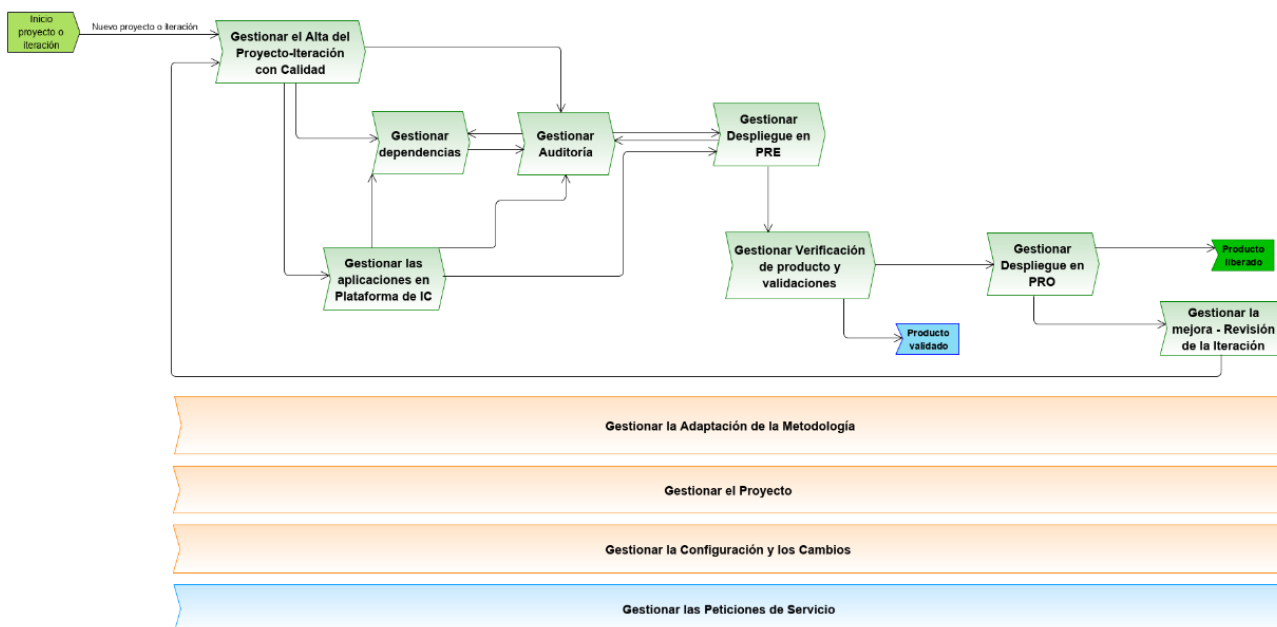 Inicio
proyecto o
iteración
Nuevo proyecto o iteración
Gestionar el Alta del
Proyecto-Iteración
con Calidad
Gestionar
dependencias
Gestionar
Auditoría
Gestionar
Despliegue en
PRE
Gestionar las
aplicaciones en
Plataforma de IC
Gestionar Verificación
de producto y
validaciones
Gestionar
Despliegue en
PRO
Producto
liberado
Producto
validado
Gestionar la
mejora - Revisión
de la Iteración
Gestionar la Adaptación de la Metodología
Gestionar el Proyecto
Gestionar la Configuración y los Cambios
Gestionar las Peticiones de Servicio